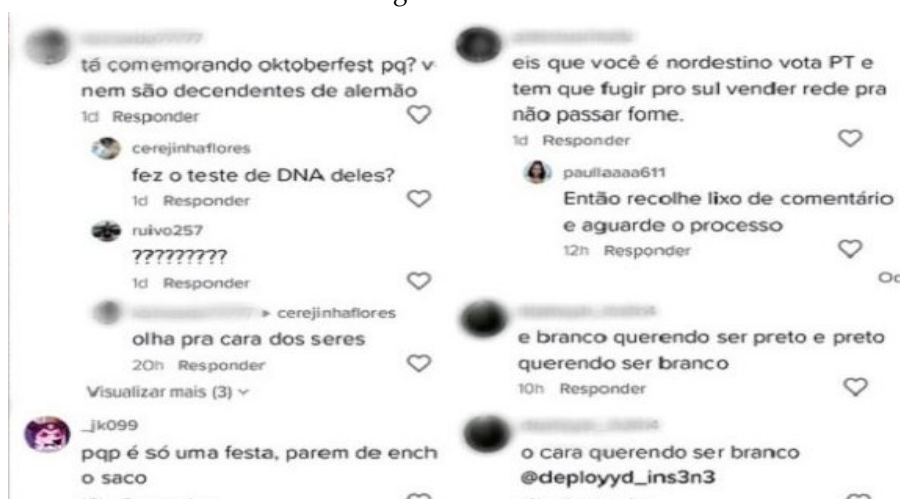 tá comemorando oktoberfest pq? v
nem são decendentes de alemão
1d Responder
cerejinhaflores
fez o teste de DNA deles?
1d Responder
ruivo257
?????????
1d Responder
cerejinhaflores
olha pra cara dos seres
20h Responder
Visualizar mais (3)
_jk099
pqp é só uma festa, parem de ench
o saco
eis que você é nordestino vota PT e
tem que fugir pro sul vender rede pra
não passar fome.
1d Responder
paullaaaa611
Então recolhe lixo de comentário
e aguarde o processo
12h Responder
e branco querendo ser preto e preto
querendo ser branco
10h Responder
o cara querendo ser branco
@deployyd_ins3n3